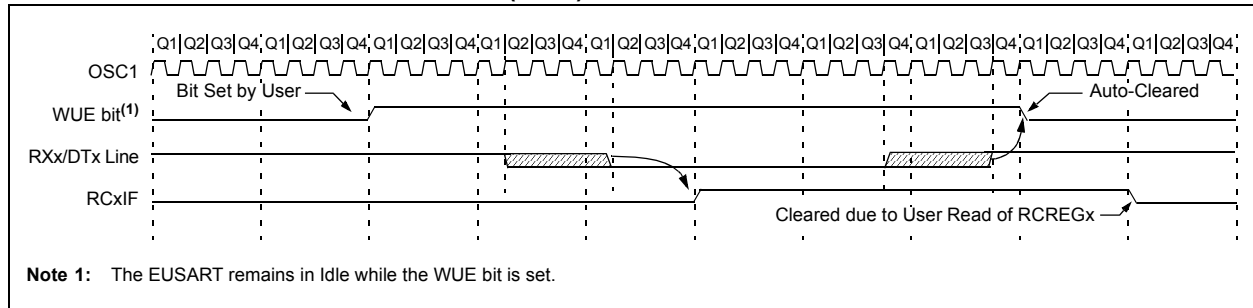 Q1 Q2 Q3 Q4 Q1 Q2 Q3 Q4 Q1 Q2 Q3 Q4 Q1 Q2 Q3 Q4 Q1 Q2 Q3 Q4 Q1 Q2 Q3 Q4 Q1 Q2 Q3 Q4 Q1 Q2 Q3 Q4 Q1 Q2 Q3 Q4 Q1 Q2 Q3 Q4
OSC1
Bit Set by User
Auto-Cleared
WUE bit(1)
RXx/DTx Line
RCxIF
Cleared due to User Read of RCREGx
Note 1: The EUSART remains in Idle while the WUE bit is set.